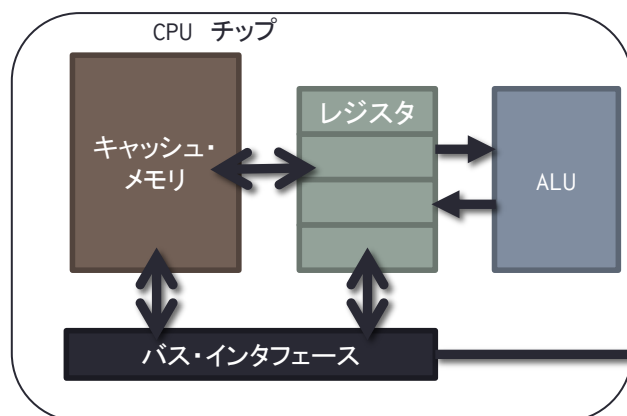 CPU チップ
キャッシュ・
メモリ
レジスタ
ALU
バス・インタフェース